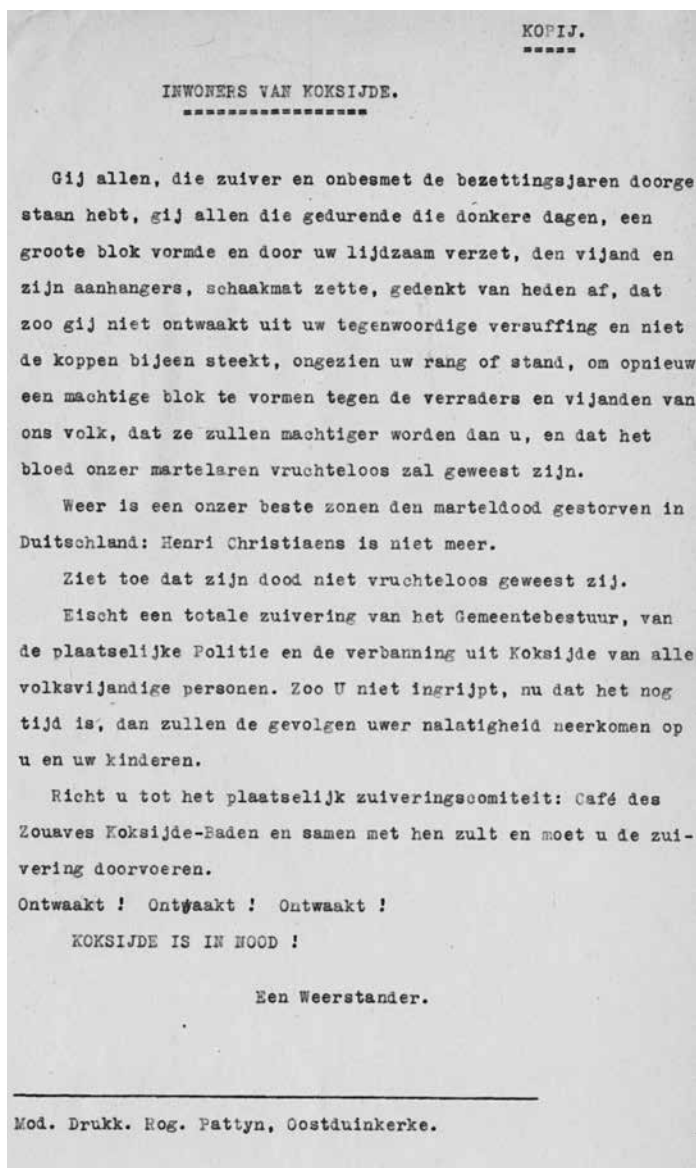 KOPIJ.
INWONERS VAN KOKSIJDE.
Gij allen, die zuiver en onbesmet de bezettingsjaren doorge
staan hebt, gij allen die gedurende die donkere dagen, een
groote blok vormde en door uw lijdzaam verzet, den vijand en
zijn aanhangers, schaakmat zette, gedenkt van heden af, dat
zoo gij niet ontwaakt uit uw tegenwoordige versuffing en niet
de koppen bijeen steekt, ongezien uw rang of stand, om opnieuw
een machtige blok te vormen tegen de verraders en vijanden van
ons volk, dat ze zullen machtiger worden dan u, en dat het
bloed onzer martelaren vruchteloos zal geweest zijn.
Weer is een onzer beste zonen den marteldood gestorven in
Duitschland: Henri Christiaens is niet meer.
Ziet toe dat zijn dood niet vruchteloos geweest zij.
Eischt een totale zuivering van het Gemeentebestuur, van
de plaatselijke Politie en de verbanning uit Koksijde van alle
volksvijandige personen. Zoo U niet ingrijpt, nu dat het nog
tijd is, dan zullen de gevolgen uwer nalatigheid neerkomen op
u en uw kinderen.
Richt u tot het plaatselijk zuiveringscomiteit: Café des
Zouaves Koksijde-Baden en samen met hen zult en moet u de zui-
vering doorvoeren.
Ontwaakt ! Ontwaakt ! Ontwaakt !
KOKSIJDE IS IN NOOD !
Een Weerstander.
Mod. Drukk. Rog. Pattyn, Oostduinkerke.